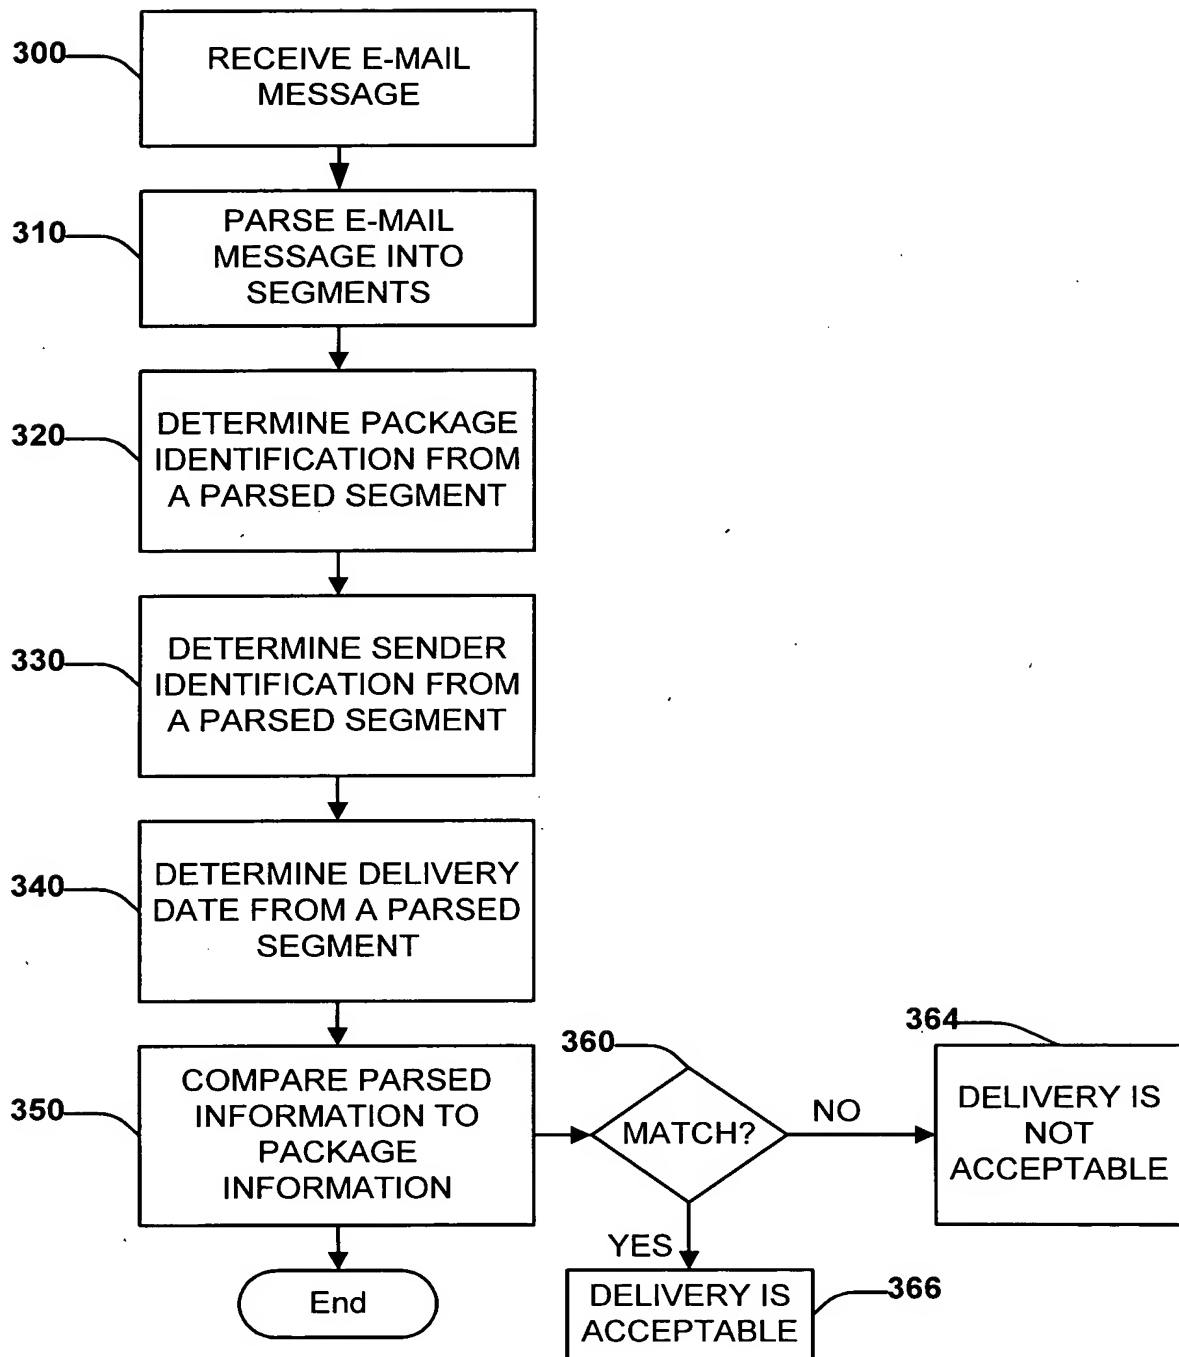 300
RECEIVE E-MAIL
MESSAGE
310
PARSE E-MAIL
MESSAGE INTO
SEGMENTS
320
DETERMINE PACKAGE
IDENTIFICATION FROM
A PARSED SEGMENT
330
DETERMINE SENDER
IDENTIFICATION FROM
A PARSED SEGMENT
340
DETERMINE DELIVERY
DATE FROM A PARSED
SEGMENT
350
COMPARE PARSED
INFORMATION TO
PACKAGE
INFORMATION
360
MATCH?
NO
364
DELIVERY IS
NOT
ACCEPTABLE
YES
366
DELIVERY IS
ACCEPTABLE
End